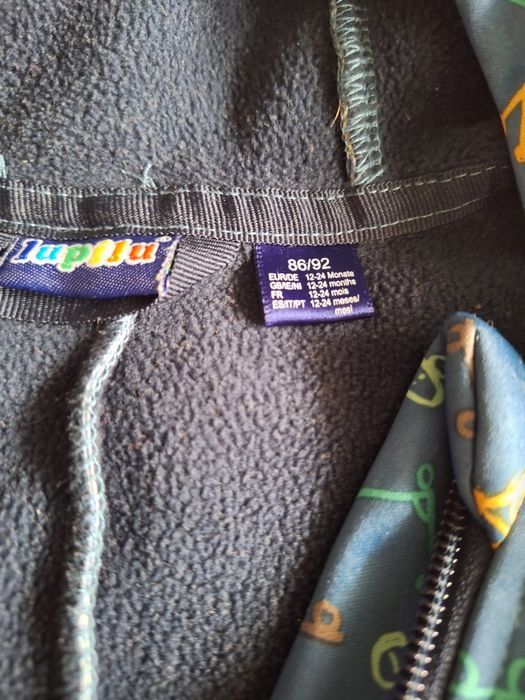 lupilu
86/92
EUR/DE 12-24 Monate
GB/IE/NI 12-24 months
FR 12-24 mois
ES/IT/PT 12-24 meses/
mesi